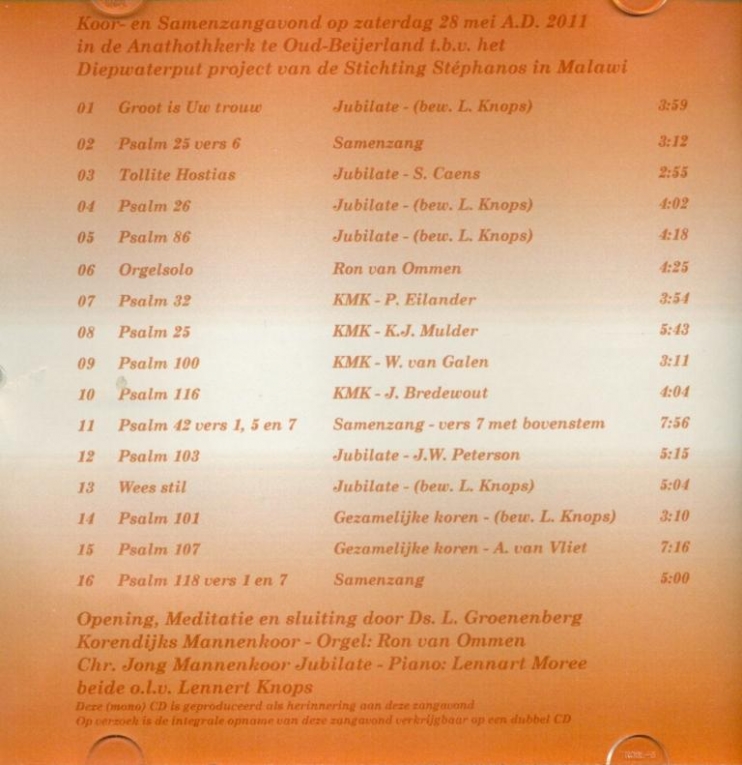 Koor- en Samenzangavond op zaterdag 28 mei A.D. 2011
in de Anathothkerk te Oud-Beijerland t.b.v. het
Diepwaterput project van de Stichting Stéphanos in Malawi
01 Groot is Uw trouw Jubilate - (bew. L. Knops) 3:59
02 Psalm 25 vers 6 Samenzang 3:12
03 Tollite Hostias Jubilate - S. Caens 2:55
04 Psalm 26 Jubilate - (bew. L. Knops) 4:02
05 Psalm 86 Jubilate - (bew. L. Knops) 4:18
06 Orgelsolo Ron van Ommen 4:25
07 Psalm 32 KMK - P. Eilander 3:54
08 Psalm 25 KMK - K.J. Mulder 5:43
09 Psalm 100 KMK - W. van Galen 3:11
10 Psalm 116 KMK - J. Bredewout 4:04
11 Psalm 42 vers 1, 5 en 7 Samenzang - vers 7 met bovenstem 7:56
12 Psalm 103 Jubilate - J.W. Peterson 5:15
13 Wees stil Jubilate - (bew. L. Knops) 5:04
14 Psalm 101 Gezamelijke koren - (bew. L. Knops) 3:10
15 Psalm 107 Gezamelijke koren - A. van Vliet 7:16
16 Psalm 118 vers 1 en 7 Samenzang 5:00
Opening, Meditatie en sluiting door Ds. L. Groenenberg
Korendijks Mannenkoor - Orgel: Ron van Ommen
Chr. Jong Mannenkoor Jubilate - Piano: Lennart Moree
beide o.l.v. Lennert Knops
Deze (mono) CD is geproduceerd als herinnering aan deze zangavond
Op verzoek is de integrale opname van deze zangavond verkrijgbaar op een dubbel CD